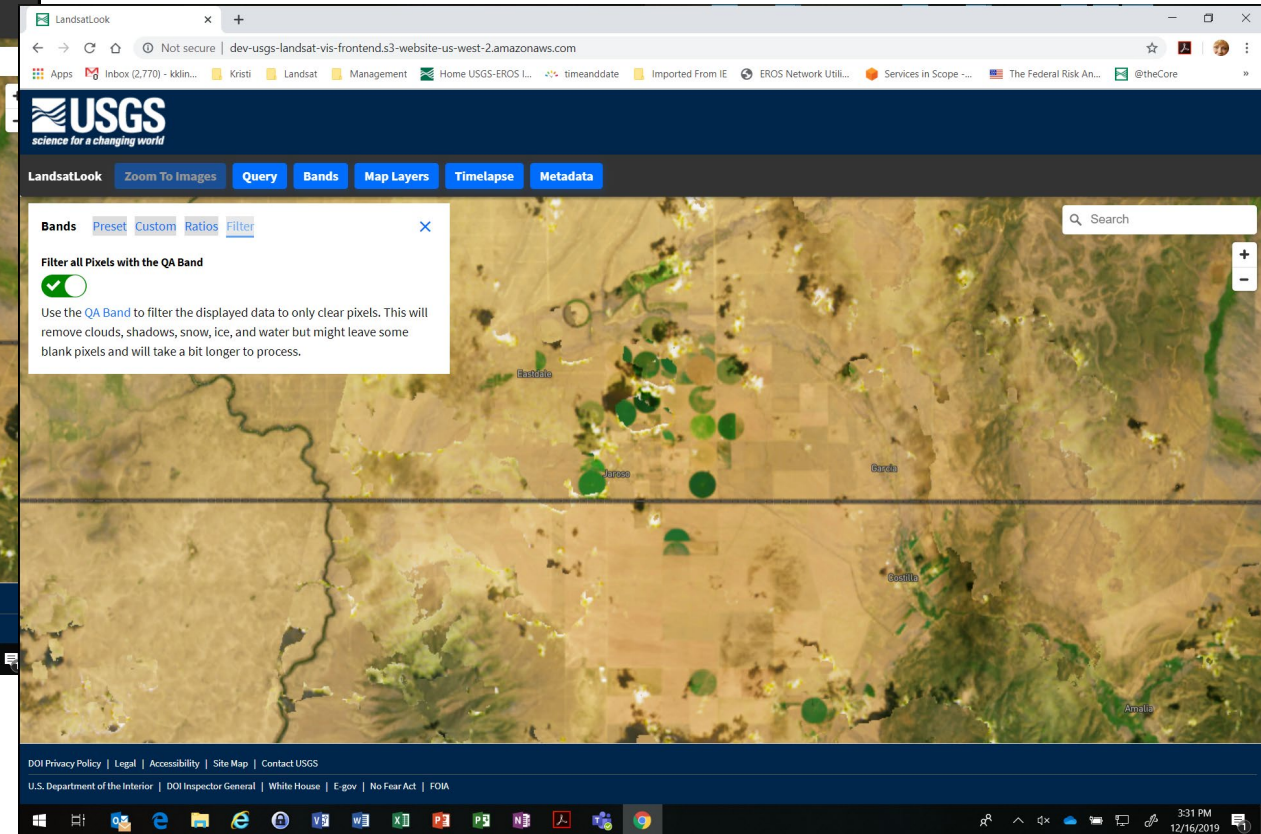 LandsatLook
Not secure | dev-usgs-landsat-vis-frontend.s3-website-us-west-2.amazonaws.com
Apps Inbox (2,770) - kklin... Kristi Landsat Management Home USGS-EROS I... timeanddate Imported From IE EROS Network Utili... Services in Scope -... The Federal Risk An... @theCore »
USGS
science for a changing world
LandsatLook Zoom To Images Query Bands Map Layers Timelapse Metadata
Bands Preset Custom Ratios Filter
Search
Filter all Pixels with the QA Band
Use the QA Band to filter the displayed data to only clear pixels. This will
remove clouds, shadows, snow, ice, and water but might leave some
blank pixels and will take a bit longer to process.
Eastdale
Jaroso
Garcia
Costilla
Amalia
DOI Privacy Policy | Legal | Accessibility | Site Map | Contact USGS
U.S. Department of the Interior | DOI Inspector General | White House | E-gov | No Fear Act | FOIA
3:31 PM
12/16/2019